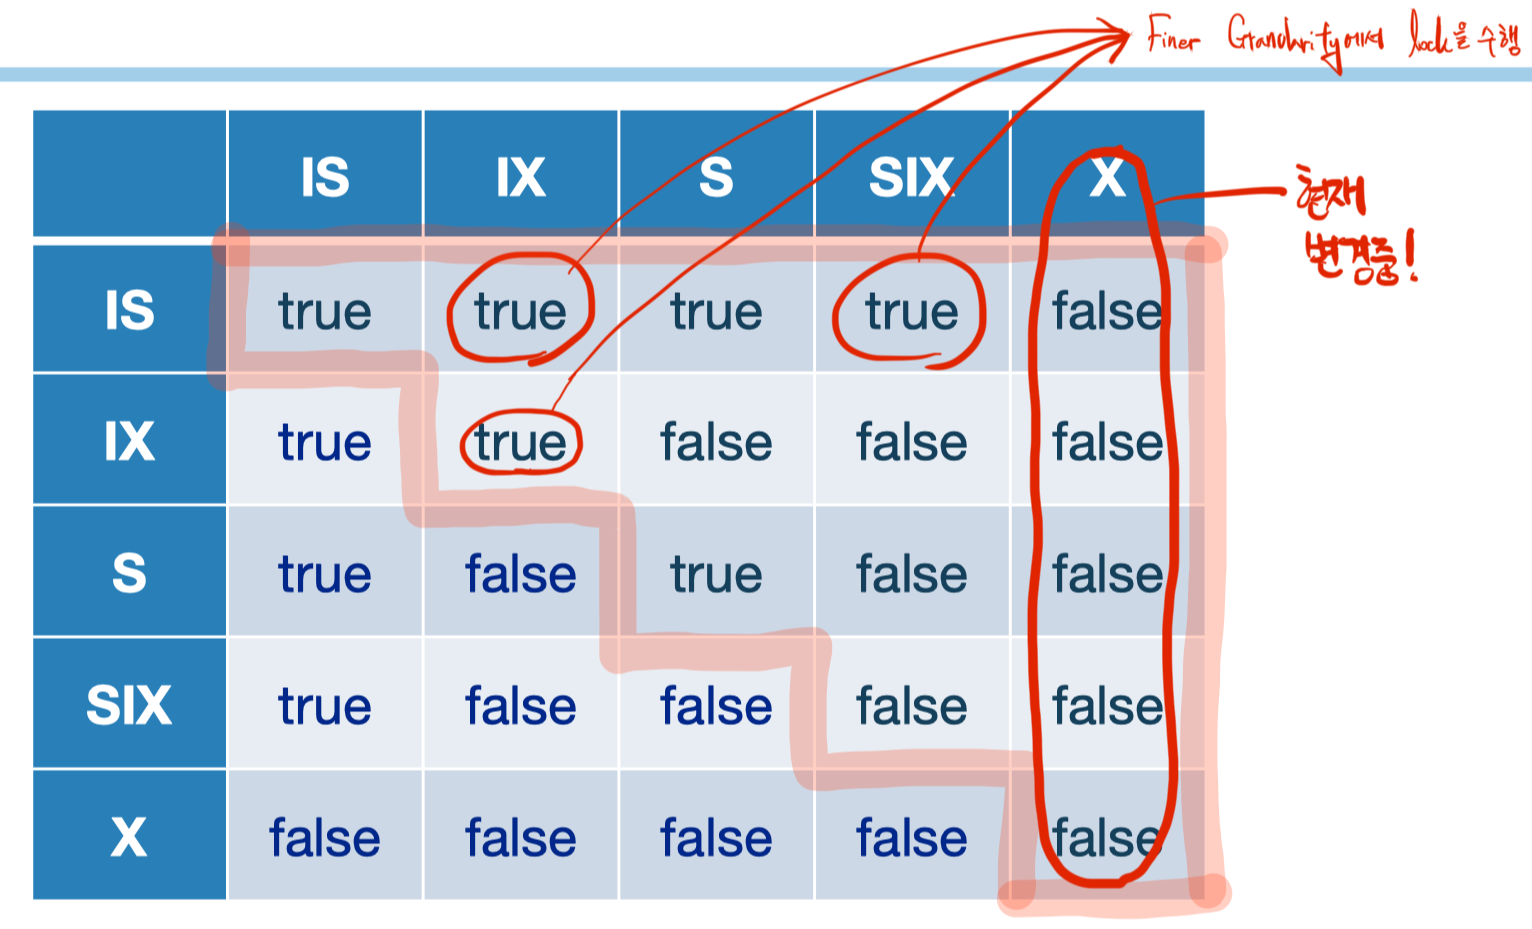 Finer Granularity에서 lock을 수행
IS IX S SIX X
현재
변경중!
IS true true true true false
IX true true false false false
S true false true false false
SIX true false false false false
X false false false false false